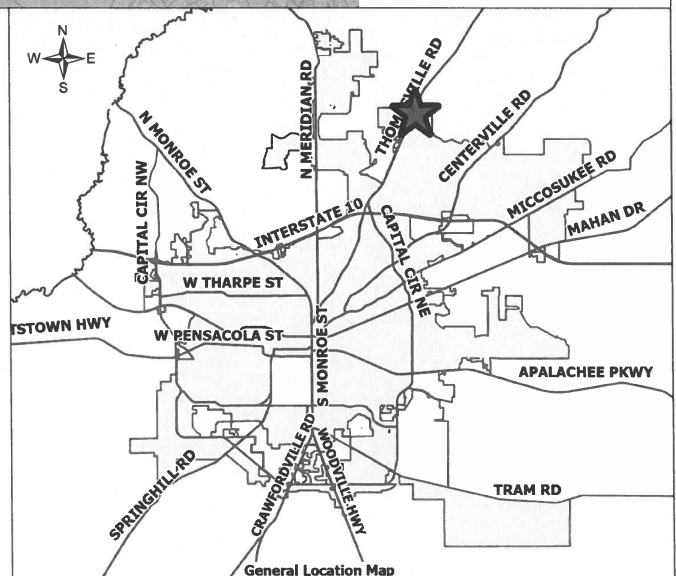 N
W E
S
THOMASVILLE RD
N MERIDIAN RD
CENTERVILLE RD
N MONROE ST
MICCOSUKEE RD
CAPITAL CIR NW
INTERSTATE 10
MAHAN DR
CAPITAL CIR NE
W THARPE ST
TSTOWN HWY
W PENSACOLA ST
S MONROE ST
APALACHEE PKWY
CRAWFORDVILLE RD
WOODVILLE HWY
SPRINGHILL RD
TRAM RD
General Location Map